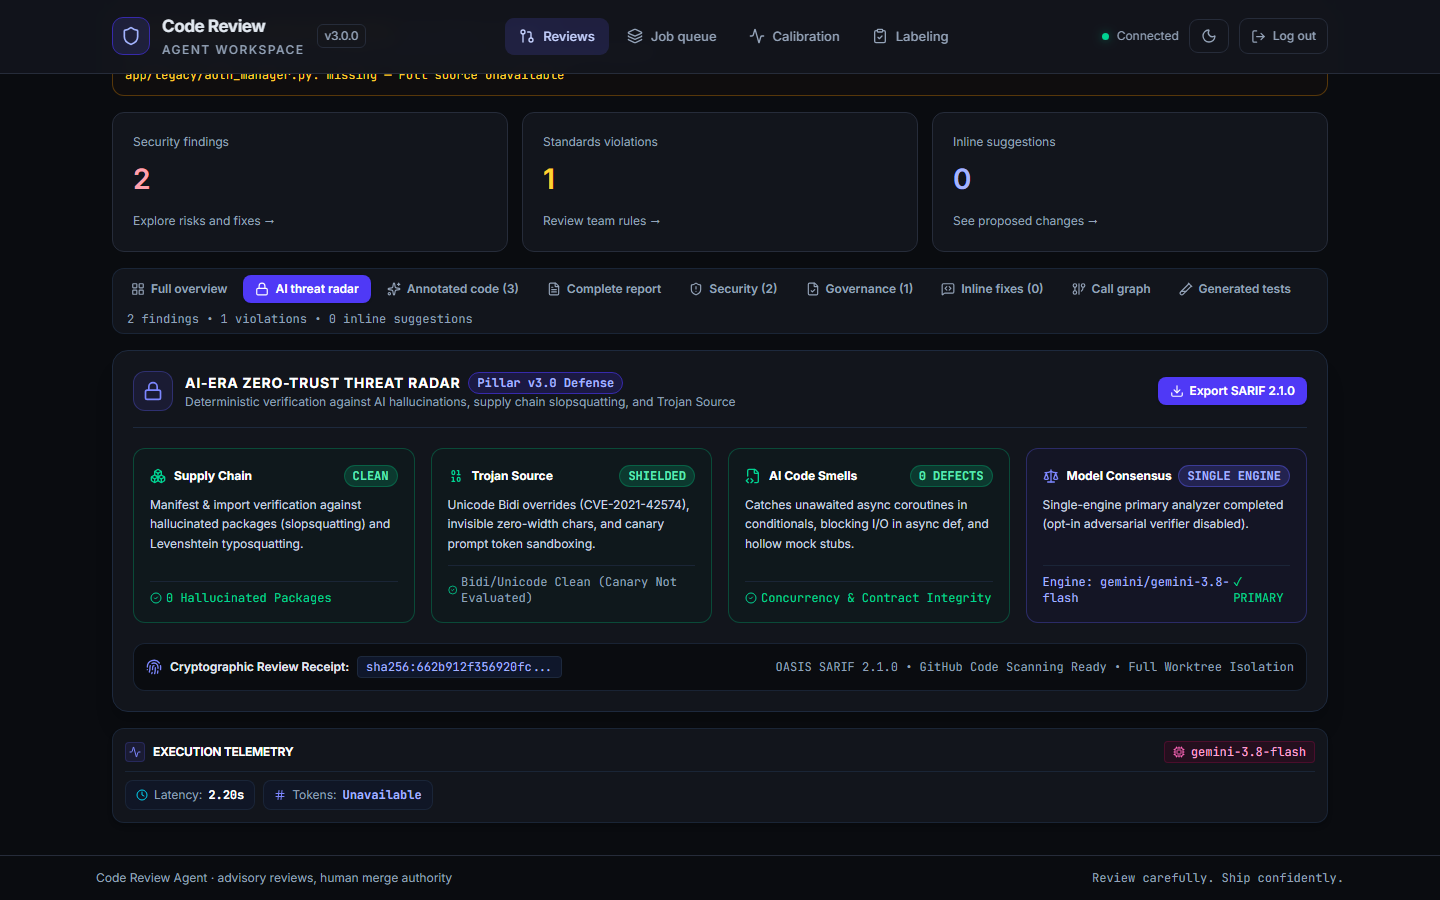 Code Review
AGENT WORKSPACE
v3.0.0
Reviews
Job queue
Calibration
Labeling
Connected
Log out
app/legacy/auth_manager.py: missing — Full source unavailable
Security findings
2
Explore risks and fixes →
Standards violations
1
Review team rules →
Inline suggestions
0
See proposed changes →
Full overview
AI threat radar
Annotated code (3)
Complete report
Security (2)
Governance (1)
Inline fixes (0)
Call graph
Generated tests
2 findings • 1 violations • 0 inline suggestions
AI-ERA ZERO-TRUST THREAT RADAR
Pillar v3.0 Defense
Deterministic verification against AI hallucinations, supply chain slopsquatting, and Trojan Source
Export SARIF 2.1.0
Supply Chain
CLEAN
Manifest & import verification against
hallucinated packages (slopsquatting) and
Levenshtein typosquatting.
0 Hallucinated Packages
Trojan Source
SHIELDED
Unicode Bidi overrides (CVE-2021-42574),
invisible zero-width chars, and canary
prompt token sandboxing.
Bidi/Unicode Clean (Canary Not
Evaluated)
AI Code Smells
0 DEFECTS
Catches unawaited async coroutines in
conditionals, blocking I/O in async def, and
hollow mock stubs.
Concurrency & Contract Integrity
Model Consensus
SINGLE ENGINE
Single-engine primary analyzer completed
(opt-in adversarial verifier disabled).
Engine: gemini/gemini-3.8-
flash
✓
PRIMARY
Cryptographic Review Receipt:
sha256:662b912f356920fc...
OASIS SARIF 2.1.0 • GitHub Code Scanning Ready • Full Worktree Isolation
EXECUTION TELEMETRY
gemini-3.8-flash
Latency: 2.20s
Tokens: Unavailable
Code Review Agent · advisory reviews, human merge authority
Review carefully. Ship confidently.